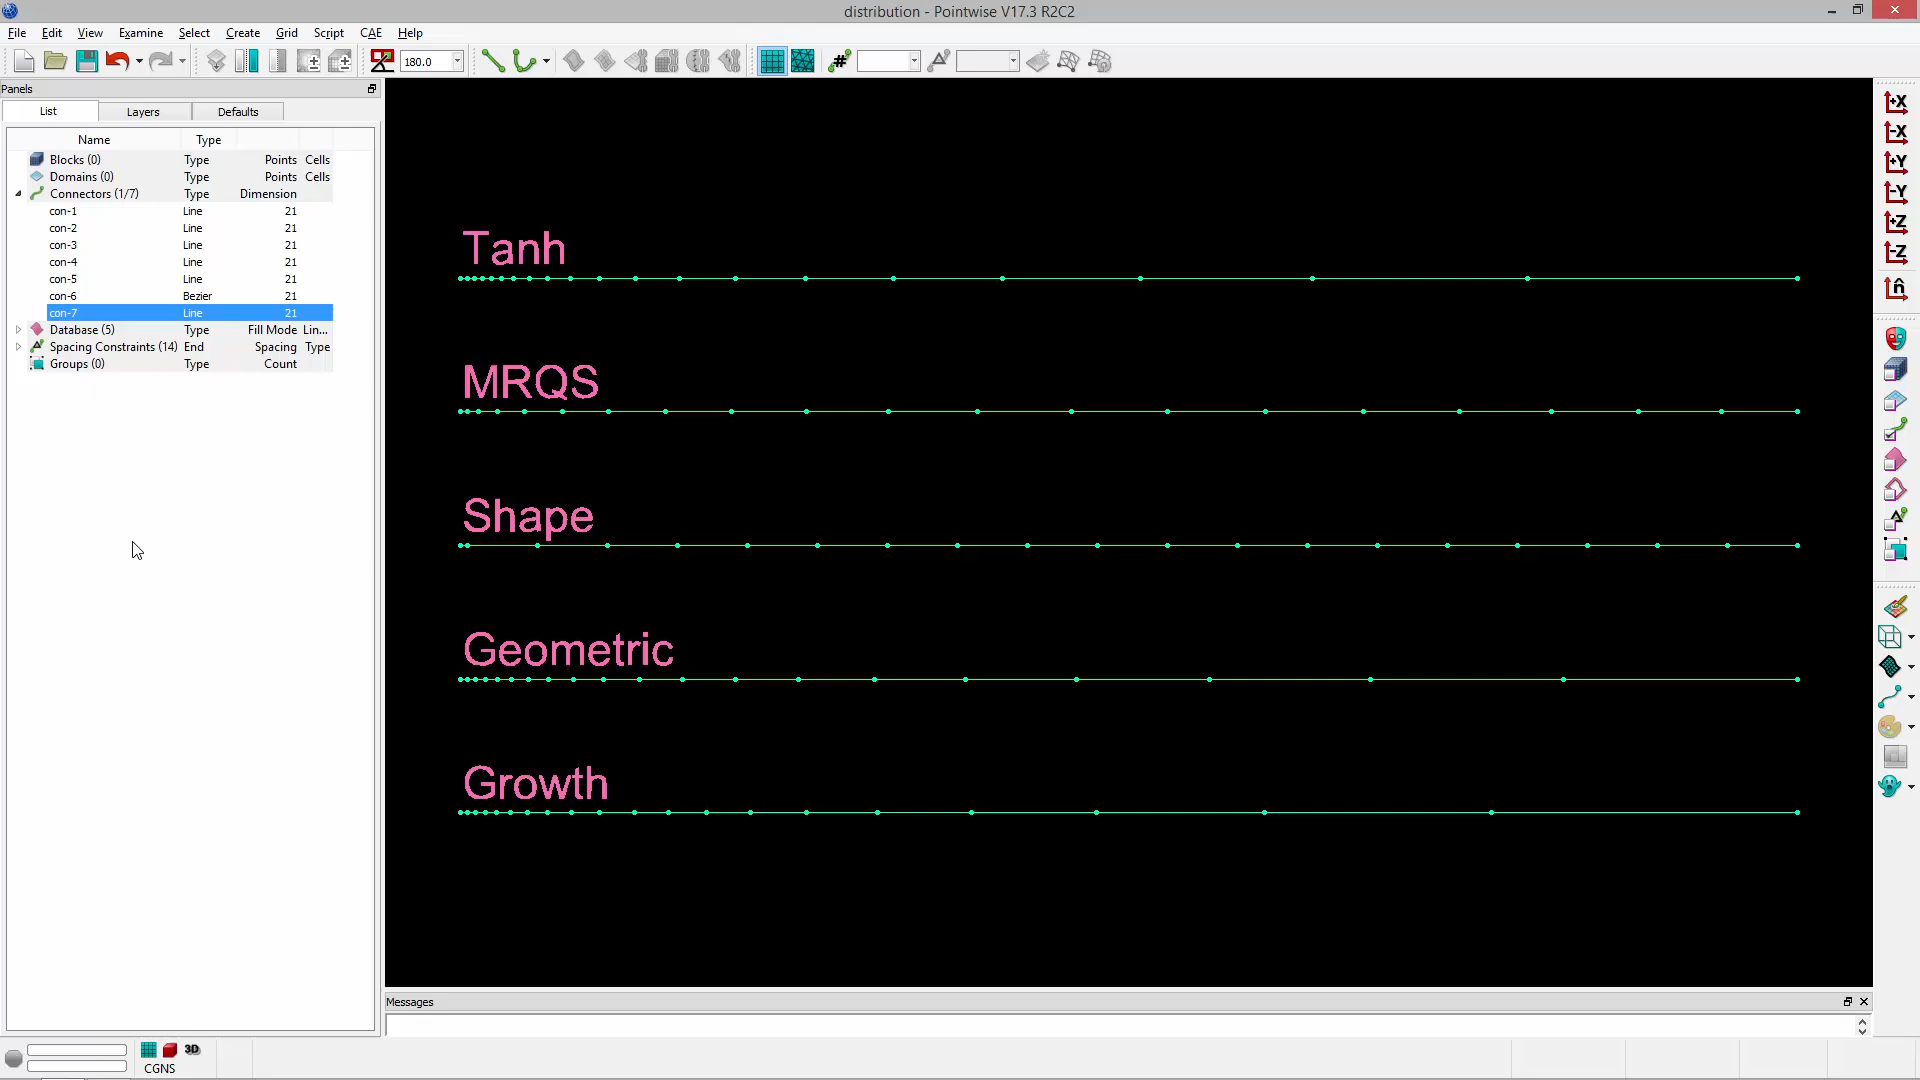 distribution - Pointwise V17.3 R2C2
File Edit View Examine Select Create Grid Script CAE Help
180.0
Panels
List Layers Defaults
Name Type
Blocks (0) Type Points Cells
Domains (0) Type Points Cells
Connectors (1/7) Type Dimension
con-1 Line 21
con-2 Line 21
con-3 Line 21
con-4 Line 21
con-5 Line 21
con-6 Bezier 21
con-7 Line 21
Database (5) Type Fill Mode Lin...
Spacing Constraints (14) End Spacing Type
Groups (0) Type Count
Tanh
MRQS
Shape
Geometric
Growth
+X
-X
+Y
-Y
+Z
-Z
n̂
Messages
3D
CGNS